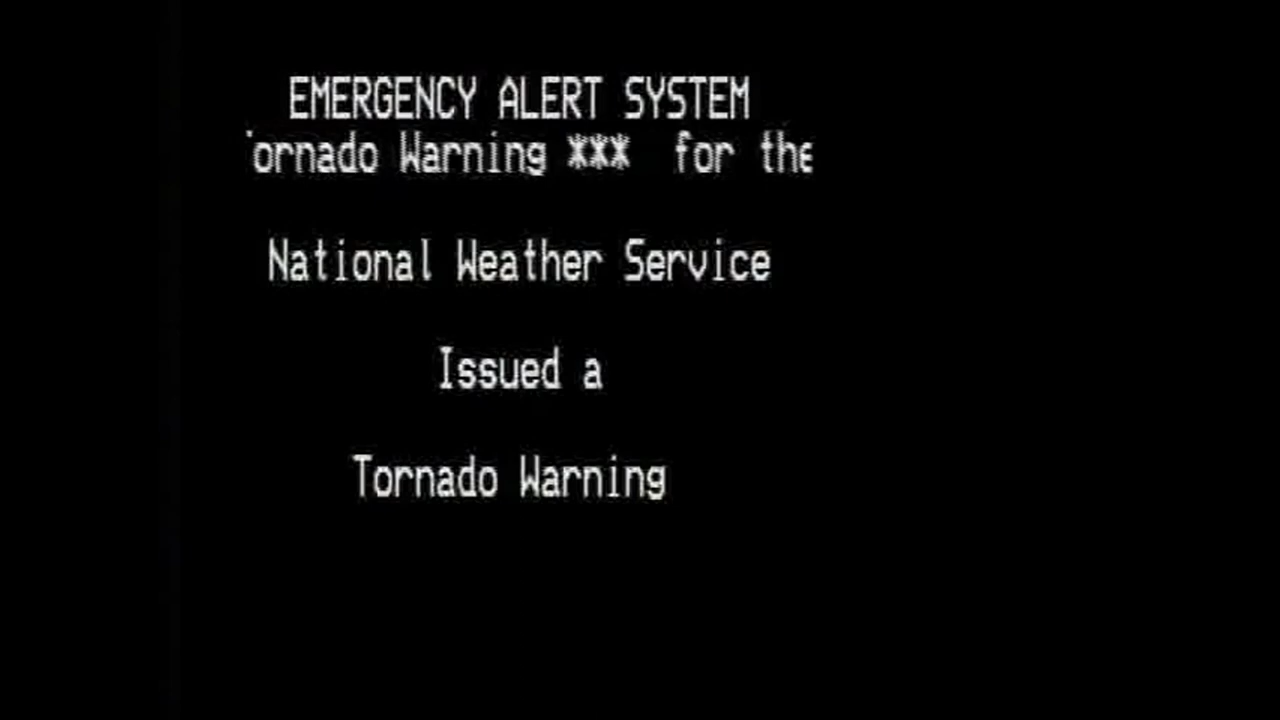 EMERGENCY ALERT SYSTEM
ornado Warning *** for the
National Weather Service
Issued a
Tornado Warning